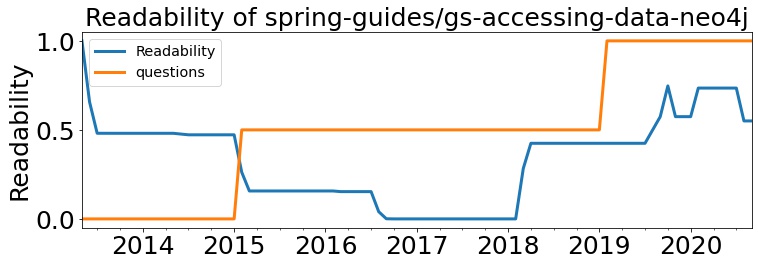 Readability of spring-guides/gs-accessing-data-neo4j
Readability
questions
Readability
1.0
0.5
0.0
2014 2015 2016 2017 2018 2019 2020